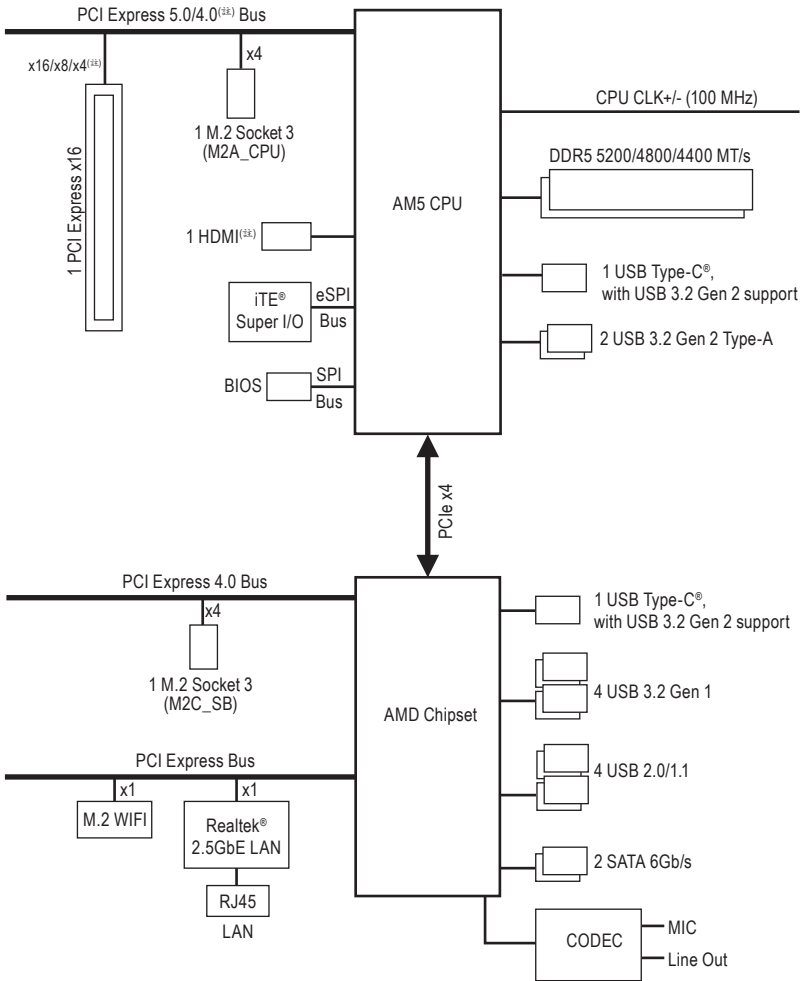 PCI Express 5.0/4.0(註) Bus
x16/x8/x4(註)
x4
1 PCI Express x16
1 M.2 Socket 3
(M2A_CPU)
CPU CLK+/- (100 MHz)
DDR5 5200/4800/4400 MT/s
AM5 CPU
1 HDMI(註)
1 USB Type-C®,
with USB 3.2 Gen 2 support
iTE®
Super I/O
eSPI
Bus
2 USB 3.2 Gen 2 Type-A
BIOS
SPI
Bus
PCIe x4
PCI Express 4.0 Bus
x4
1 M.2 Socket 3
(M2C_SB)
1 USB Type-C®,
with USB 3.2 Gen 2 support
AMD Chipset
4 USB 3.2 Gen 1
PCI Express Bus
4 USB 2.0/1.1
x1
x1
M.2 WIFI
Realtek®
2.5GbE LAN
2 SATA 6Gb/s
RJ45
LAN
CODEC
MIC
Line Out